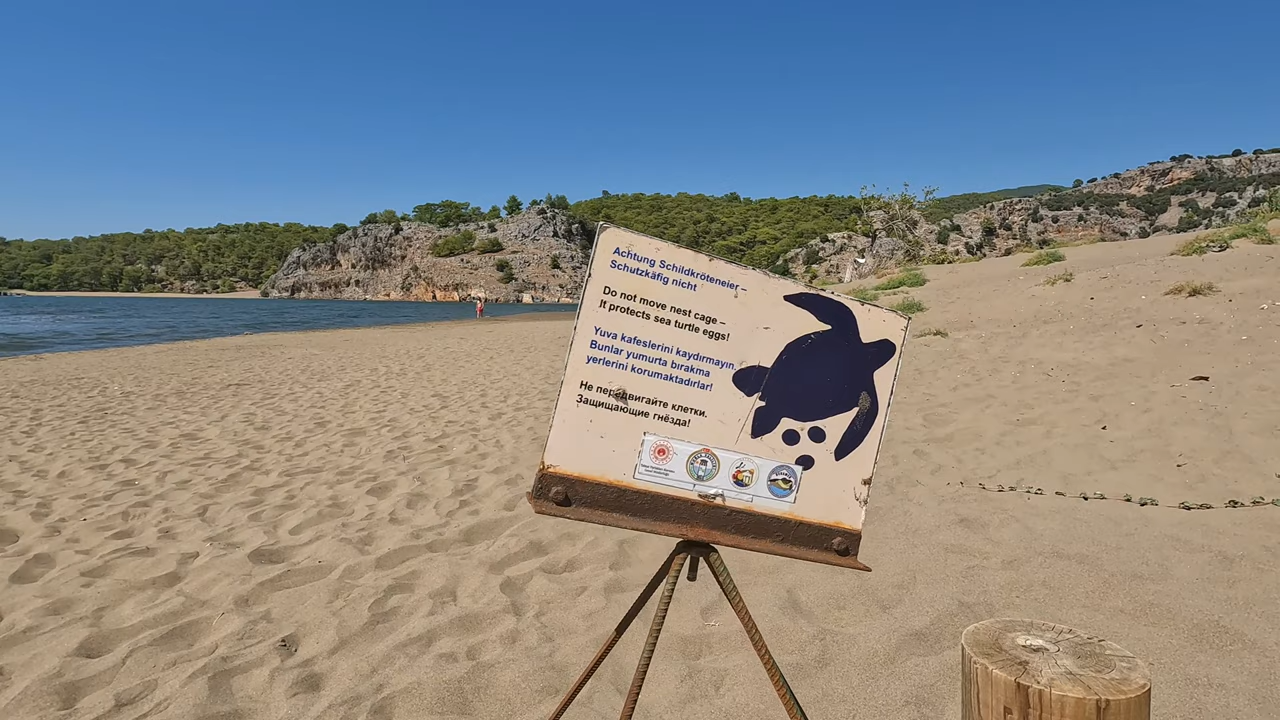 Achtung Schildkröteneier –
Schutzkäfig nicht
Do not move nest cage –
It protects sea turtle eggs!
Yuva kafeslerini kaydırmayın,
Bunlar yumurta bırakma
yerlerini korumaktadırlar!
Не передвигайте клетки.
Защищающие гнёзда!